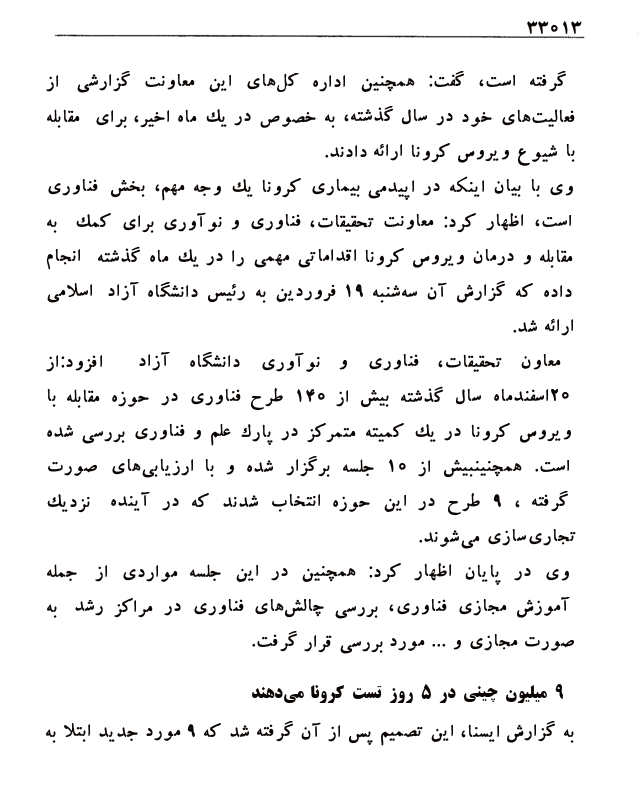 ۳۳۰۱۳
گرفته است، گفت: همچنین اداره کل‌های این معاونت گزارشی از
فعالیت‌های خود در سال گذشته، به خصوص در یك ماه اخیر، برای مقابله
با شیوع ویروس کرونا ارائه دادند.
وی با بیان اینکه در اپیدمی بیماری کرونا یك وجه مهم، بخش فناوری
است، اظهار کرد: معاونت تحقیقات، فناوری و نوآوری برای کمك به
مقابله و درمان ویروس کرونا اقداماتی مهمی را در یك ماه گذشته انجام
داده که گزارش آن سه‌شنبه ۱۹ فروردین به رئیس دانشگاه آزاد اسلامی
ارائه شد.
معاون تحقیقات، فناوری و نوآوری دانشگاه آزاد افزود:از
۲۰اسفندماه سال گذشته بیش از ۱۴۰ طرح فناوری در حوزه مقابله با
ویروس کرونا در یك کمیته متمرکز در پارك علم و فناوری بررسی شده
است. همچنینبیش از ۱۰ جلسه برگزار شده و با ارزیابی‌های صورت
گرفته ، ۹ طرح در این حوزه انتخاب شدند که در آینده نزدیك
تجاری‌سازی می‌شوند.
وی در پایان اظهار کرد: همچنین در این جلسه مواردی از جمله
آموزش مجازی فناوری، بررسی چالش‌های فناوری در مراکز رشد به
صورت مجازی و ... مورد بررسی قرار گرفت.
۹ میلیون چینی در ۵ روز تست کرونا می‌دهند
به گزارش ایسنا، این تصمیم پس از آن گرفته شد که ۹ مورد جدید ابتلا به